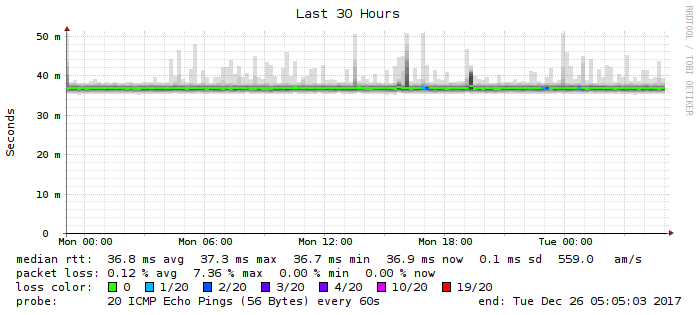 Last 30 Hours
RRDTOOL / TOBI OETIKER
Seconds
50 m
40 m
30 m
20 m
10 m
0
Mon 00:00 Mon 06:00 Mon 12:00 Mon 18:00 Tue 00:00
median rtt: 36.8 ms avg 37.3 ms max 36.7 ms min 36.9 ms now 0.1 ms sd 559.0 am/s
packet loss: 0.12 % avg 7.36 % max 0.00 % min 0.00 % now
loss color: 0 1/20 2/20 3/20 4/20 10/20 19/20
probe: 20 ICMP Echo Pings (56 Bytes) every 60s end: Tue Dec 26 05:05:03 2017